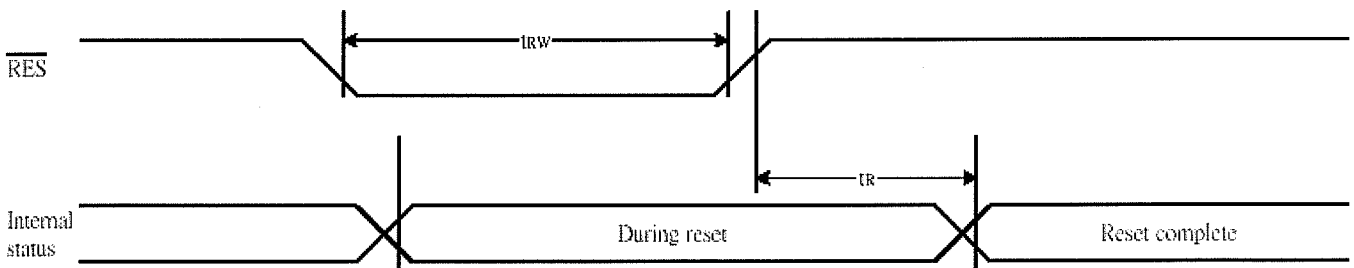 tRW
RES
tR
Internal
status
During reset
Reset complete